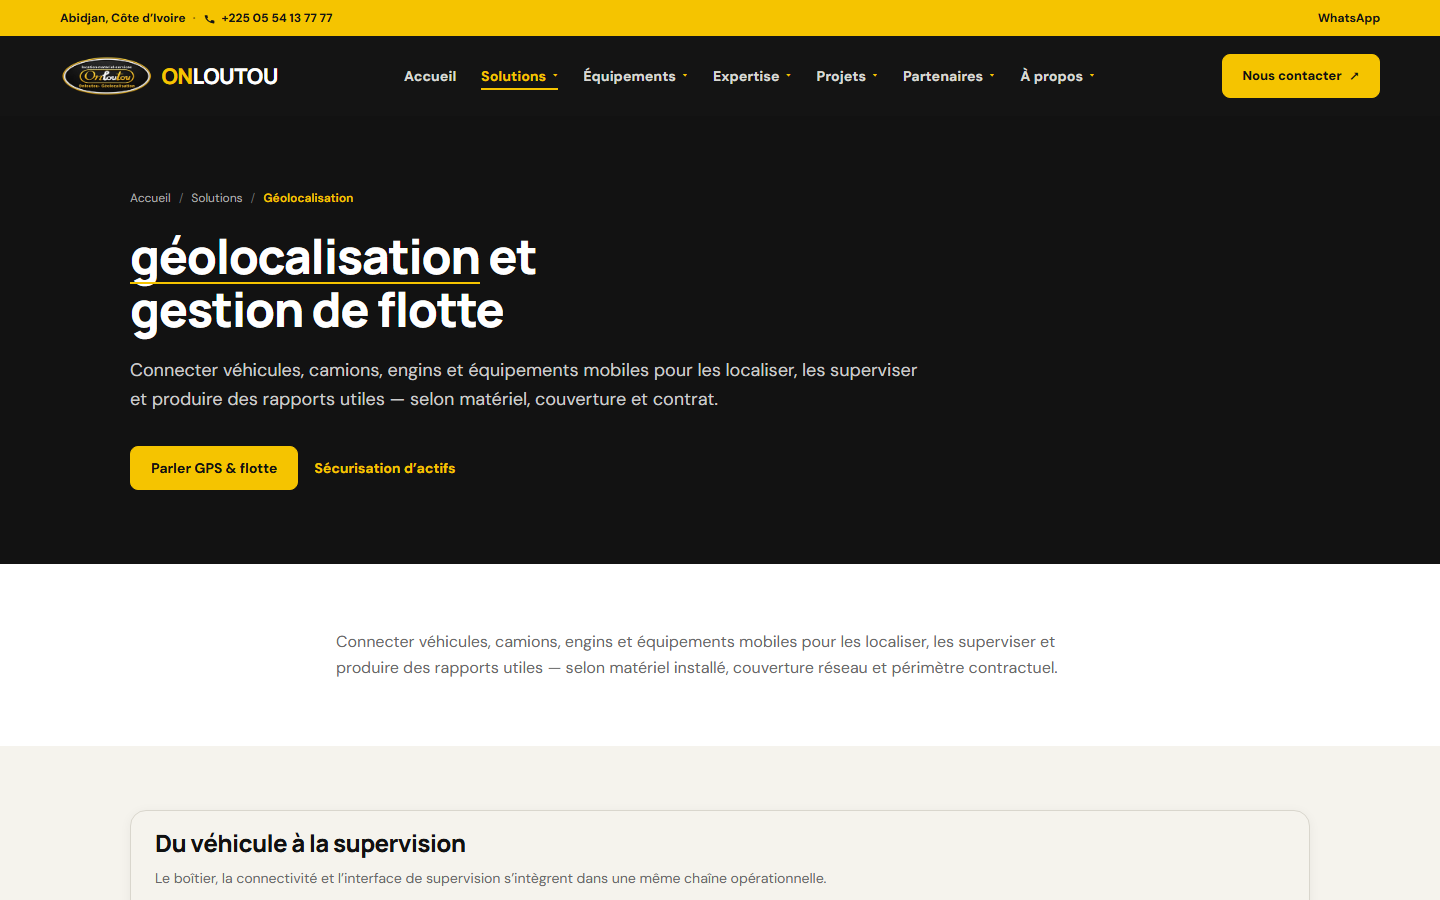 Abidjan, Côte d’Ivoire · +225 05 54 13 77 77
WhatsApp
Onloutou
ONLOUTOU
Accueil
Solutions
Équipements
Expertise
Projets
Partenaires
À propos
Nous contacter ↗
Accueil / Solutions / Géolocalisation
géolocalisation et
gestion de flotte
Connecter véhicules, camions, engins et équipements mobiles pour les localiser, les superviser
et produire des rapports utiles — selon matériel, couverture et contrat.
Parler GPS & flotte
Sécurisation d’actifs
Connecter véhicules, camions, engins et équipements mobiles pour les localiser, les superviser et
produire des rapports utiles — selon matériel installé, couverture réseau et périmètre contractuel.
Du véhicule à la supervision
Le boîtier, la connectivité et l’interface de supervision s’intègrent dans une même chaîne opérationnelle.